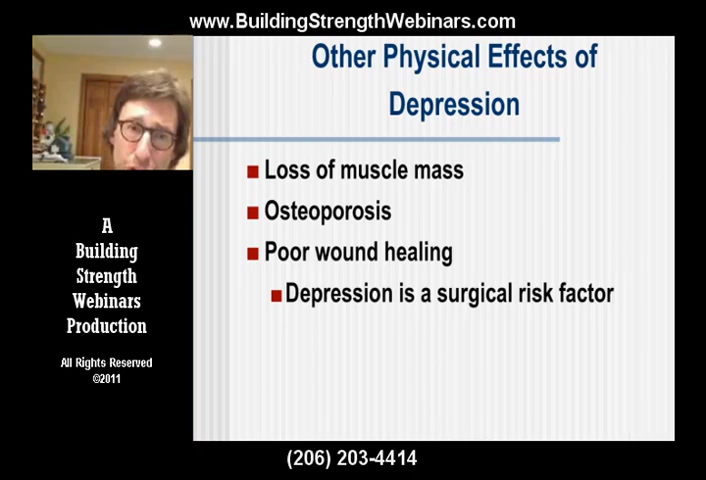 www.BuildingStrengthWebinars.com
Other Physical Effects of
Depression
Loss of muscle mass
Osteoporosis
Poor wound healing
Depression is a surgical risk factor
A
Building
Strength
Webinars
Production
All Rights Reserved
©2011
(206) 203-4414